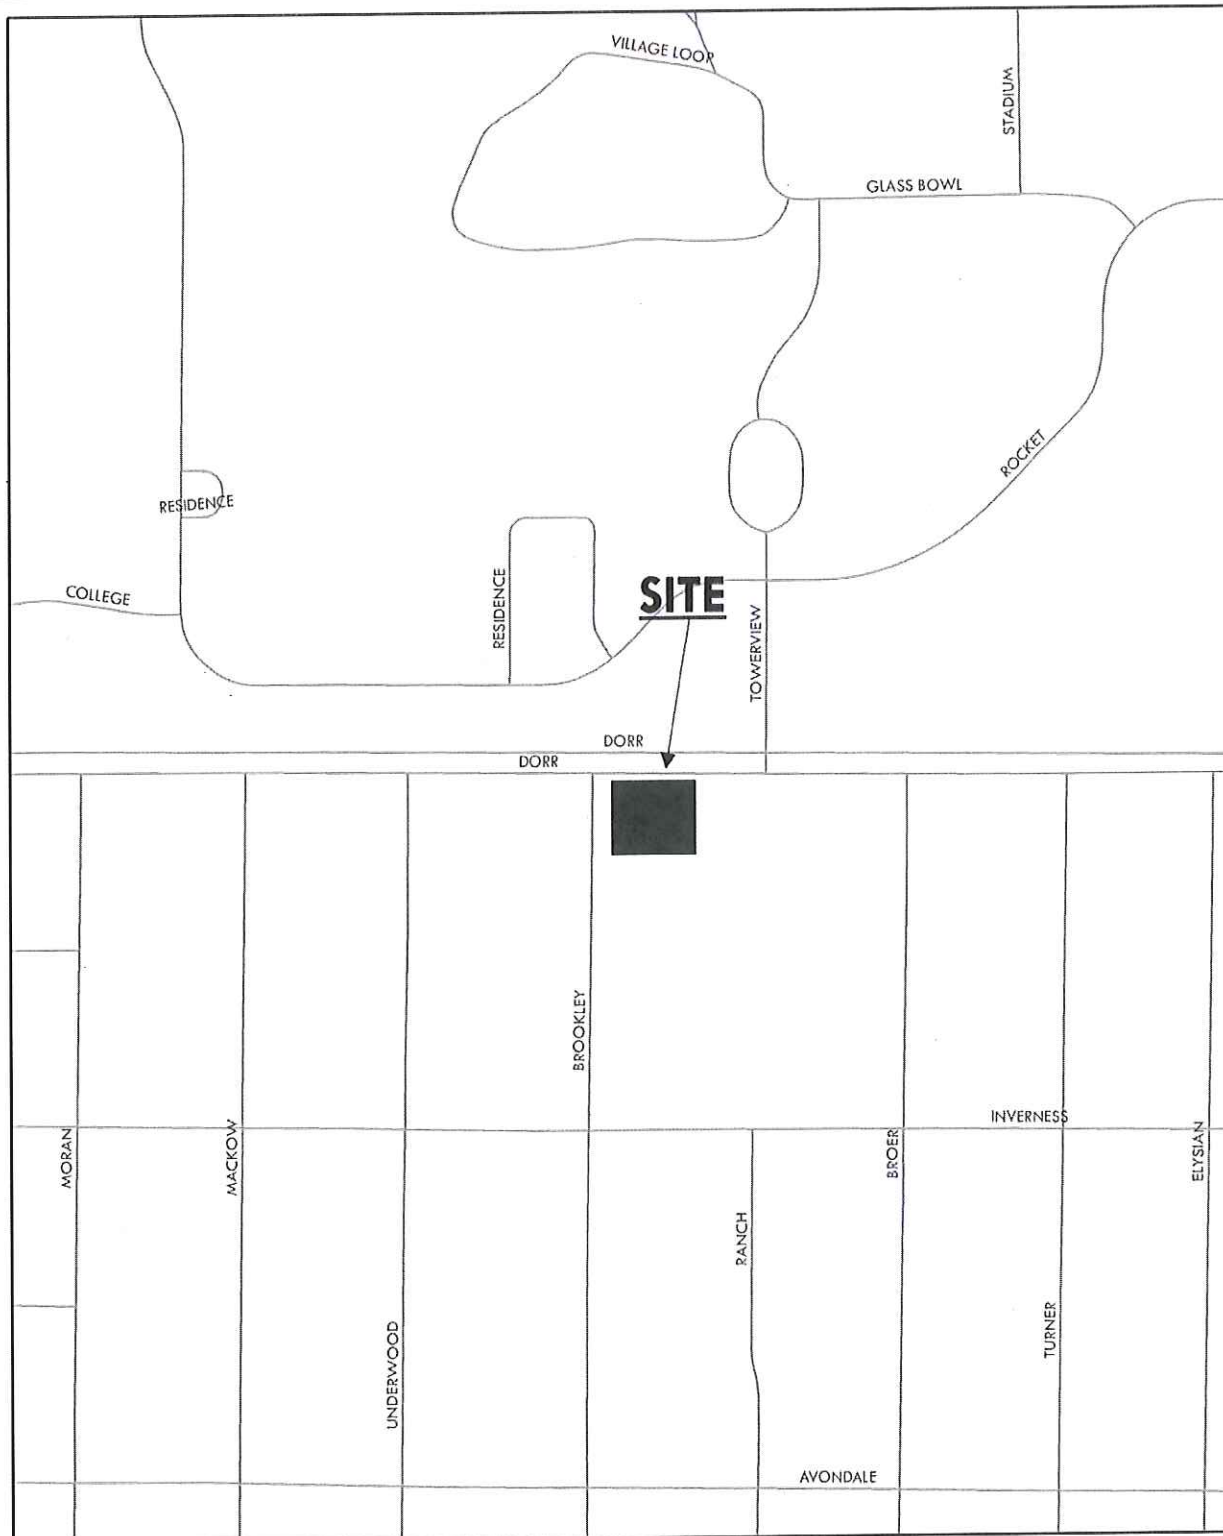 VILLAGE LOOP
STADIUM
GLASS BOWL
ROCKET
RESIDENCE
COLLEGE
RESIDENCE
SITE
TOWERVIEW
DORR
DORR
BROOKLEY
INVERNESS
MORAN
MACKOW
BROER
ELYSIAN
RANCH
TURNER
UNDERWOOD
AVONDALE